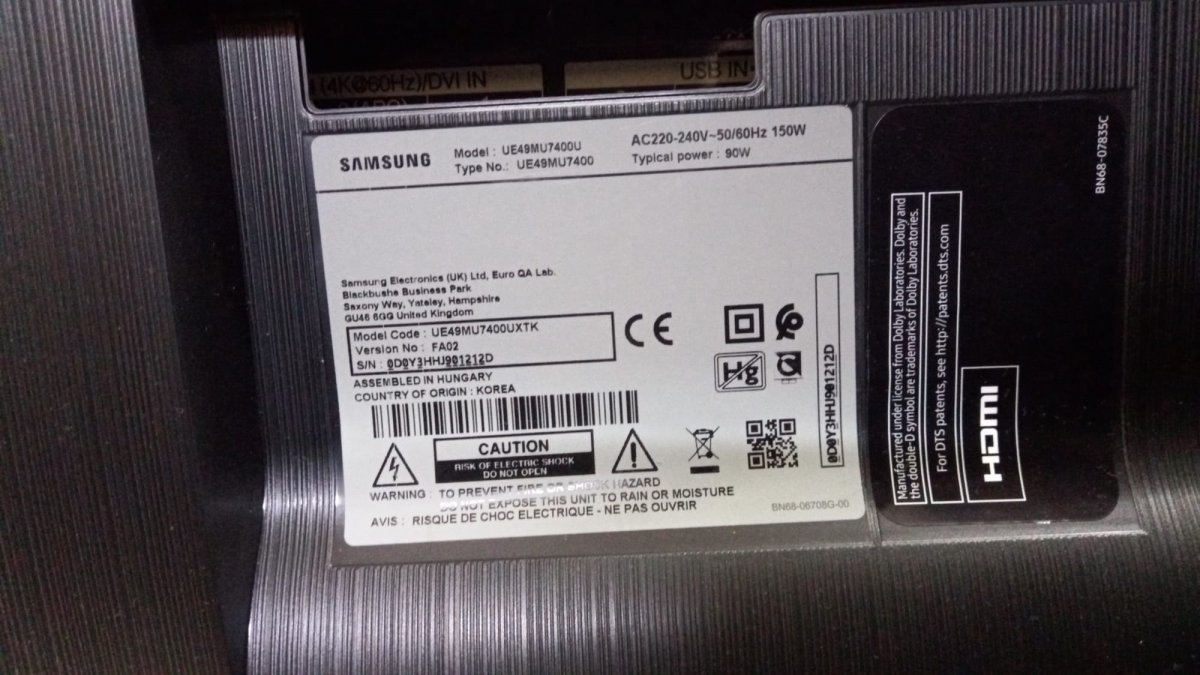 (4K@60Hz)/DVI IN
USB IN
SAMSUNG
Model : UE49MU7400U
Type No.: UE49MU7400
AC220-240V~50/60Hz 150W
Typical power : 90W
Samsung Electronics (UK) Ltd, Euro QA Lab.
Blackbushe Business Park
Saxony Way, Yateley, Hampshire
GU46 6GG United Kingdom
Model Code : UE49MU7400UXTK
Version No : FA02
S/N : 0D0Y3HHJ901212D
ASSEMBLED IN HUNGARY
COUNTRY OF ORIGIN : KOREA
CE
Hg
0D0Y3HHJ901212D
CAUTION
RISK OF ELECTRIC SHOCK
DO NOT OPEN
WARNING : TO PREVENT FIRE OR SHOCK HAZARD
DO NOT EXPOSE THIS UNIT TO RAIN OR MOISTURE
AVIS : RISQUE DE CHOC ELECTRIQUE - NE PAS OUVRIR
BN68-06708G-00
Manufactured under license from Dolby Laboratories. Dolby and
the double-D symbol are trademarks of Dolby Laboratories.
For DTS patents, see http://patents.dts.com
HDMI
BN68-07835C